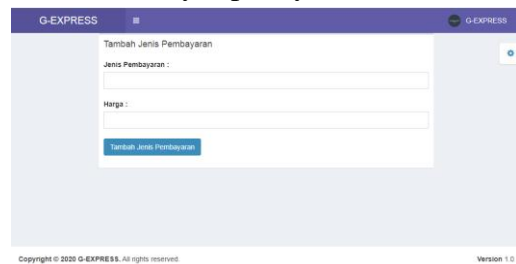 G-EXPRESS
G-EXPRESS
Tambah Jenis Pembayaran
Jenis Pembayaran :
Harga :
Tambah Jenis Pembayaran
Copyright © 2020 G-EXPRESS. All rights reserved.
Version 1.0